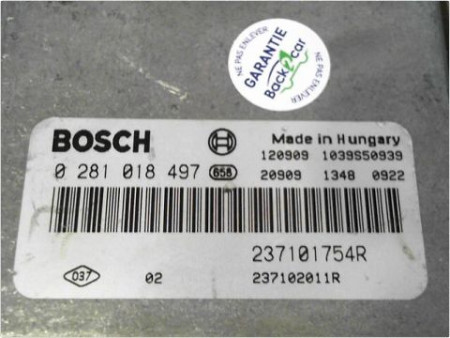 NE PAS ENLEVER
GARANTIE
Back2car
NE PAS ENLEVER
BOSCH
Made in Hungary
120909 1039S50939
0 281 018 497 658
20909 1348 0922
237101754R
037 02 237102011R